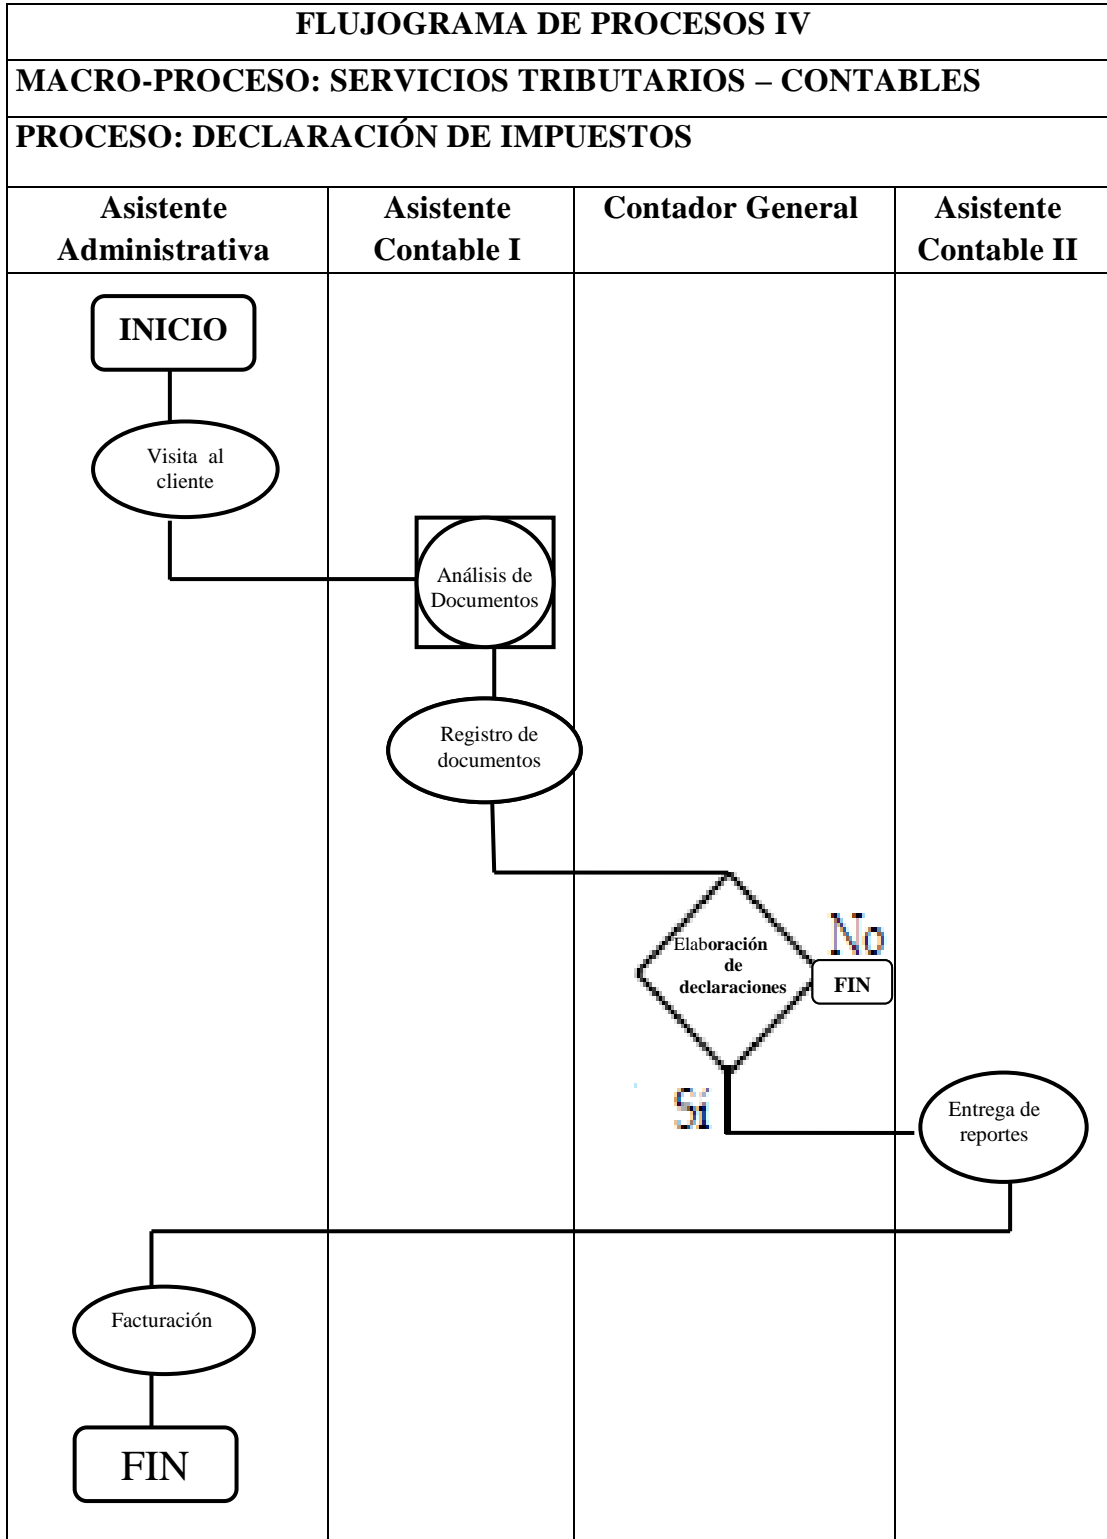 FLUJOGRAMA DE PROCESOS IV
MACRO-PROCESO: SERVICIOS TRIBUTARIOS – CONTABLES
PROCESO: DECLARACIÓN DE IMPUESTOS
Asistente
Administrativa
Asistente
Contable I
Contador General
Asistente
Contable II
INICIO
Visita al
cliente
Análisis de
Documentos
Registro de
documentos
Elaboración
de
declaraciones
No
FIN
Si
Entrega de
reportes
Facturación
FIN